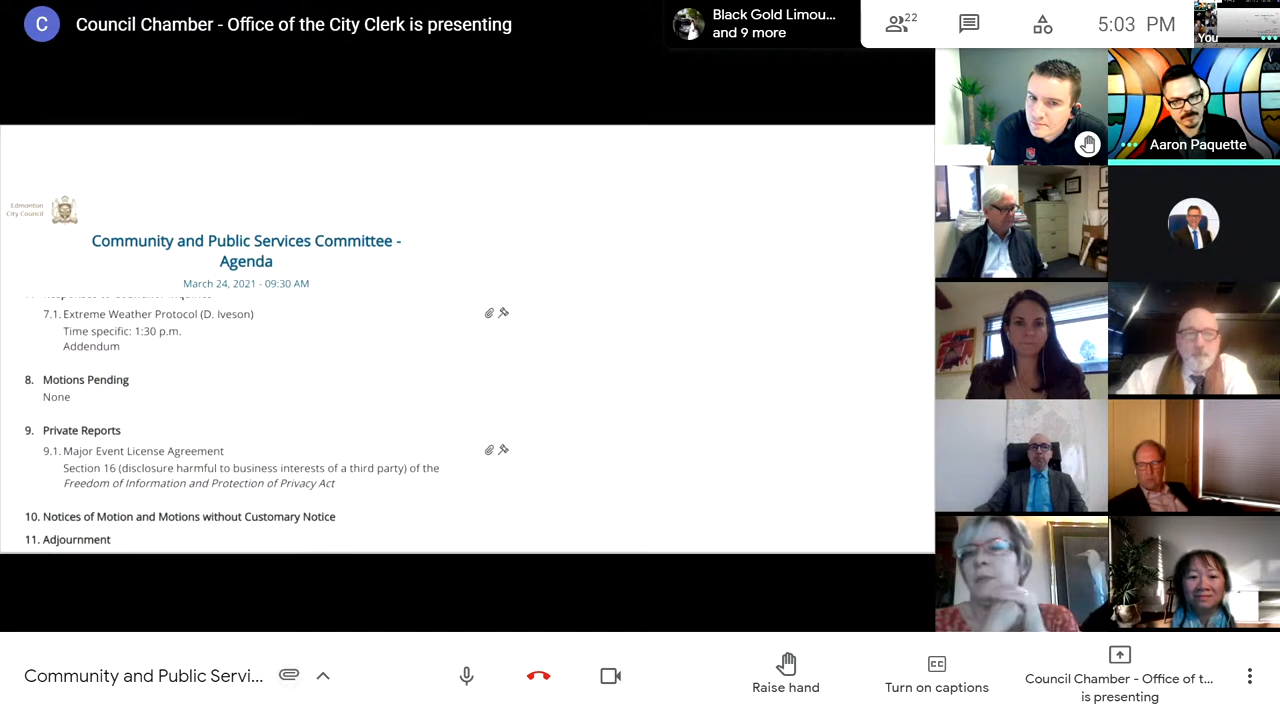 C
Council Chamber - Office of the City Clerk is presenting
Black Gold Limou...
and 9 more
22
5:03 PM
You
Aaron Paquette
Edmonton
City Council
Community and Public Services Committee -
Agenda
March 24, 2021 - 09:30 AM
7.1. Extreme Weather Protocol (D. Iveson)
Time specific: 1:30 p.m.
Addendum
8. Motions Pending
None
9. Private Reports
9.1. Major Event License Agreement
Section 16 (disclosure harmful to business interests of a third party) of the
Freedom of Information and Protection of Privacy Act
10. Notices of Motion and Motions without Customary Notice
11. Adjournment
Community and Public Servi...
Raise hand
CC
Turn on captions
Council Chamber - Office of t...
is presenting